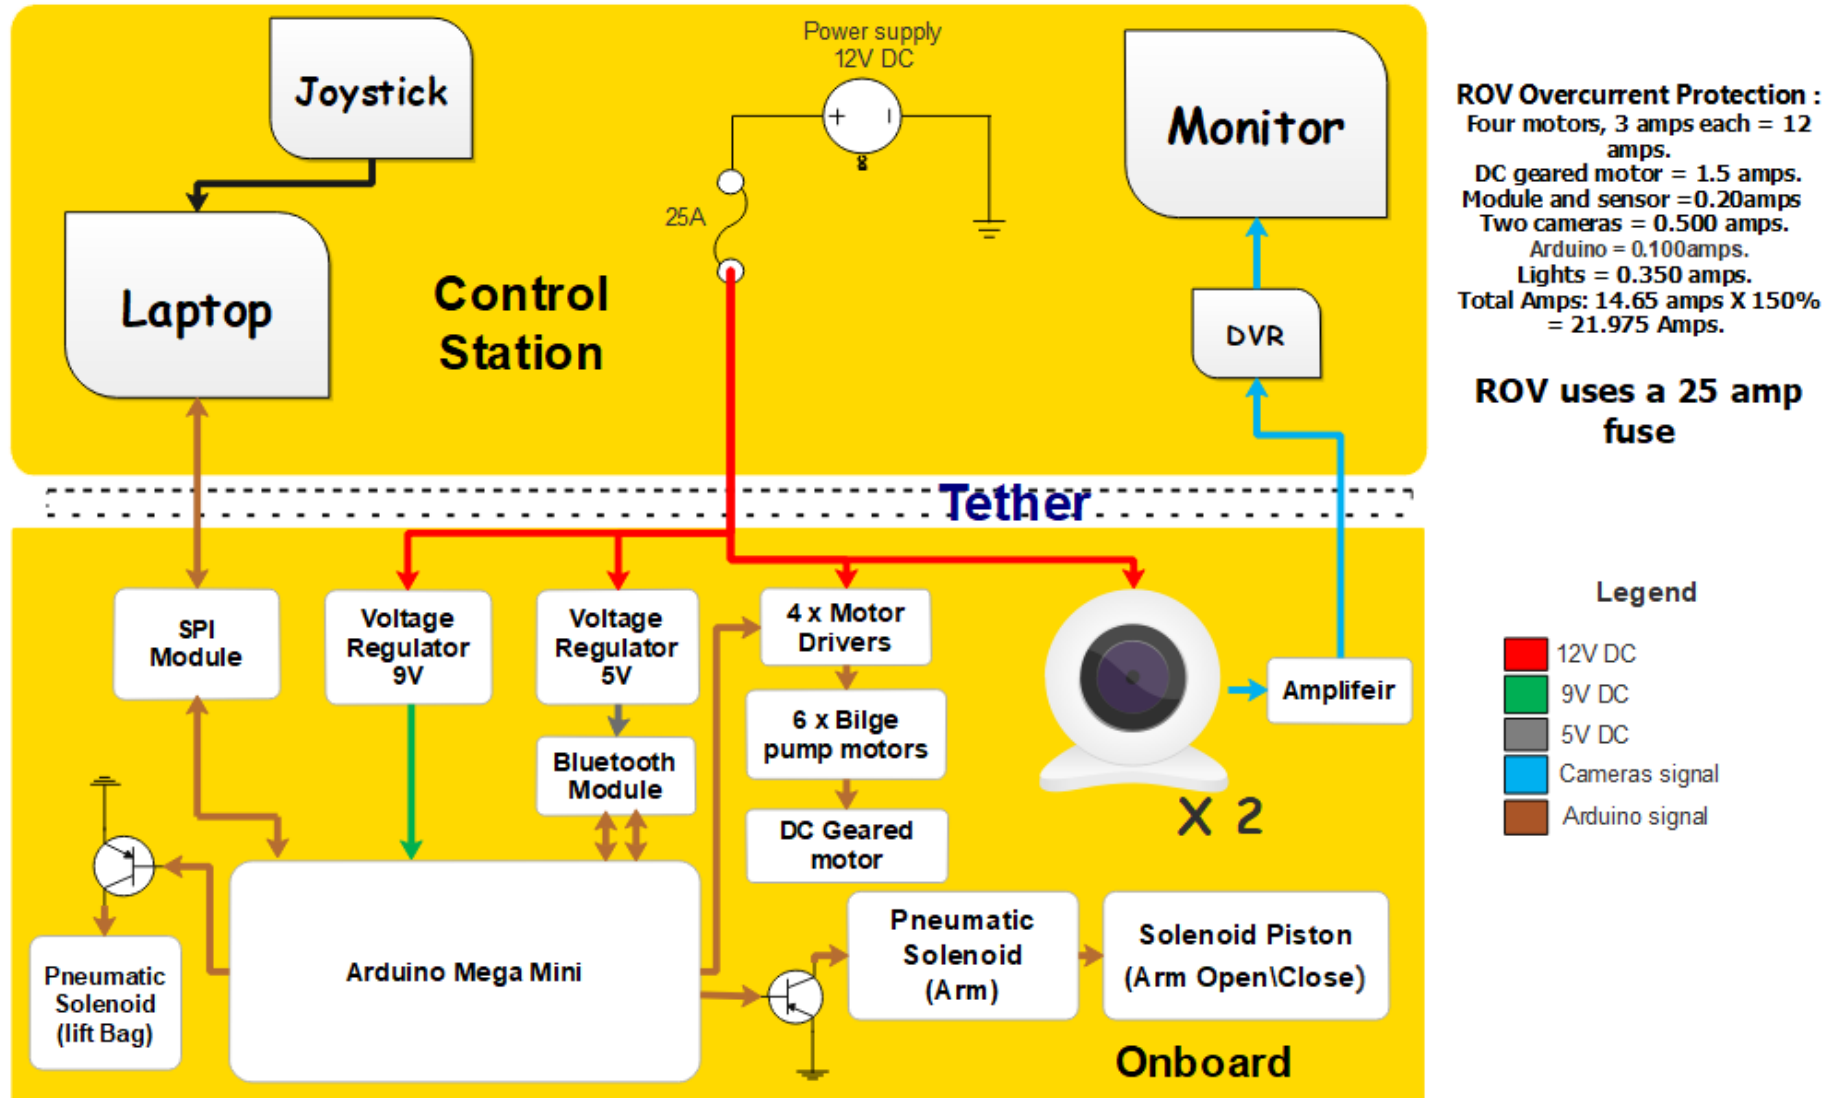 Joystick
Power supply
12V DC
+
Monitor
25A
Laptop
Control
Station
DVR
ROV Overcurrent Protection :
Four motors, 3 amps each = 12
amps.
DC geared motor = 1.5 amps.
Module and sensor =0.20amps
Two cameras = 0.500 amps.
Arduino = 0.100amps.
Lights = 0.350 amps.
Total Amps: 14.65 amps X 150%
= 21.975 Amps.
ROV uses a 25 amp
fuse
Tether
SPI
Module
Voltage
Regulator
9V
Voltage
Regulator
5V
4 x Motor
Drivers
Amplifeir
6 x Bilge
pump motors
Bluetooth
Module
X 2
DC Geared
motor
Pneumatic
Solenoid
(lift Bag)
Arduino Mega Mini
Pneumatic
Solenoid
(Arm)
Solenoid Piston
(Arm Open\Close)
Onboard
Legend
12V DC
9V DC
5V DC
Cameras signal
Arduino signal